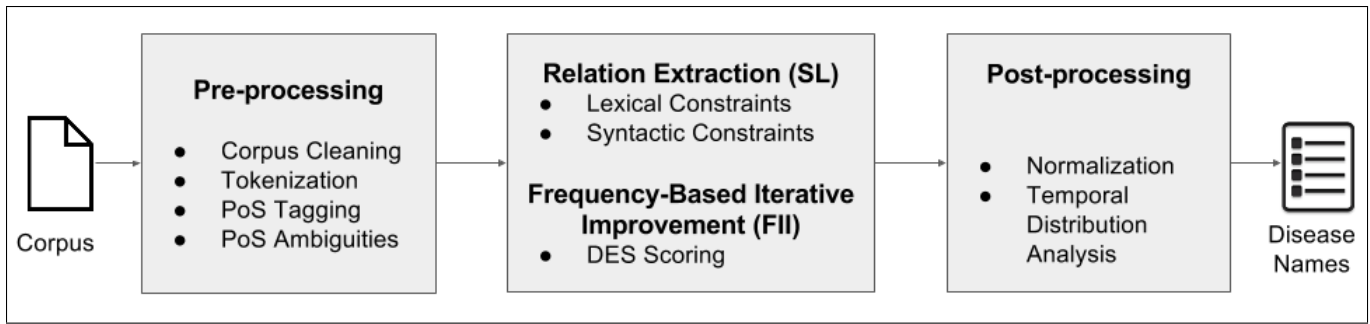 Corpus
Pre-processing
● Corpus Cleaning
● Tokenization
● PoS Tagging
● PoS Ambiguities
Relation Extraction (SL)
● Lexical Constraints
● Syntactic Constraints
Frequency-Based Iterative
Improvement (FII)
● DES Scoring
Post-processing
● Normalization
● Temporal
Distribution
Analysis
Disease
Names